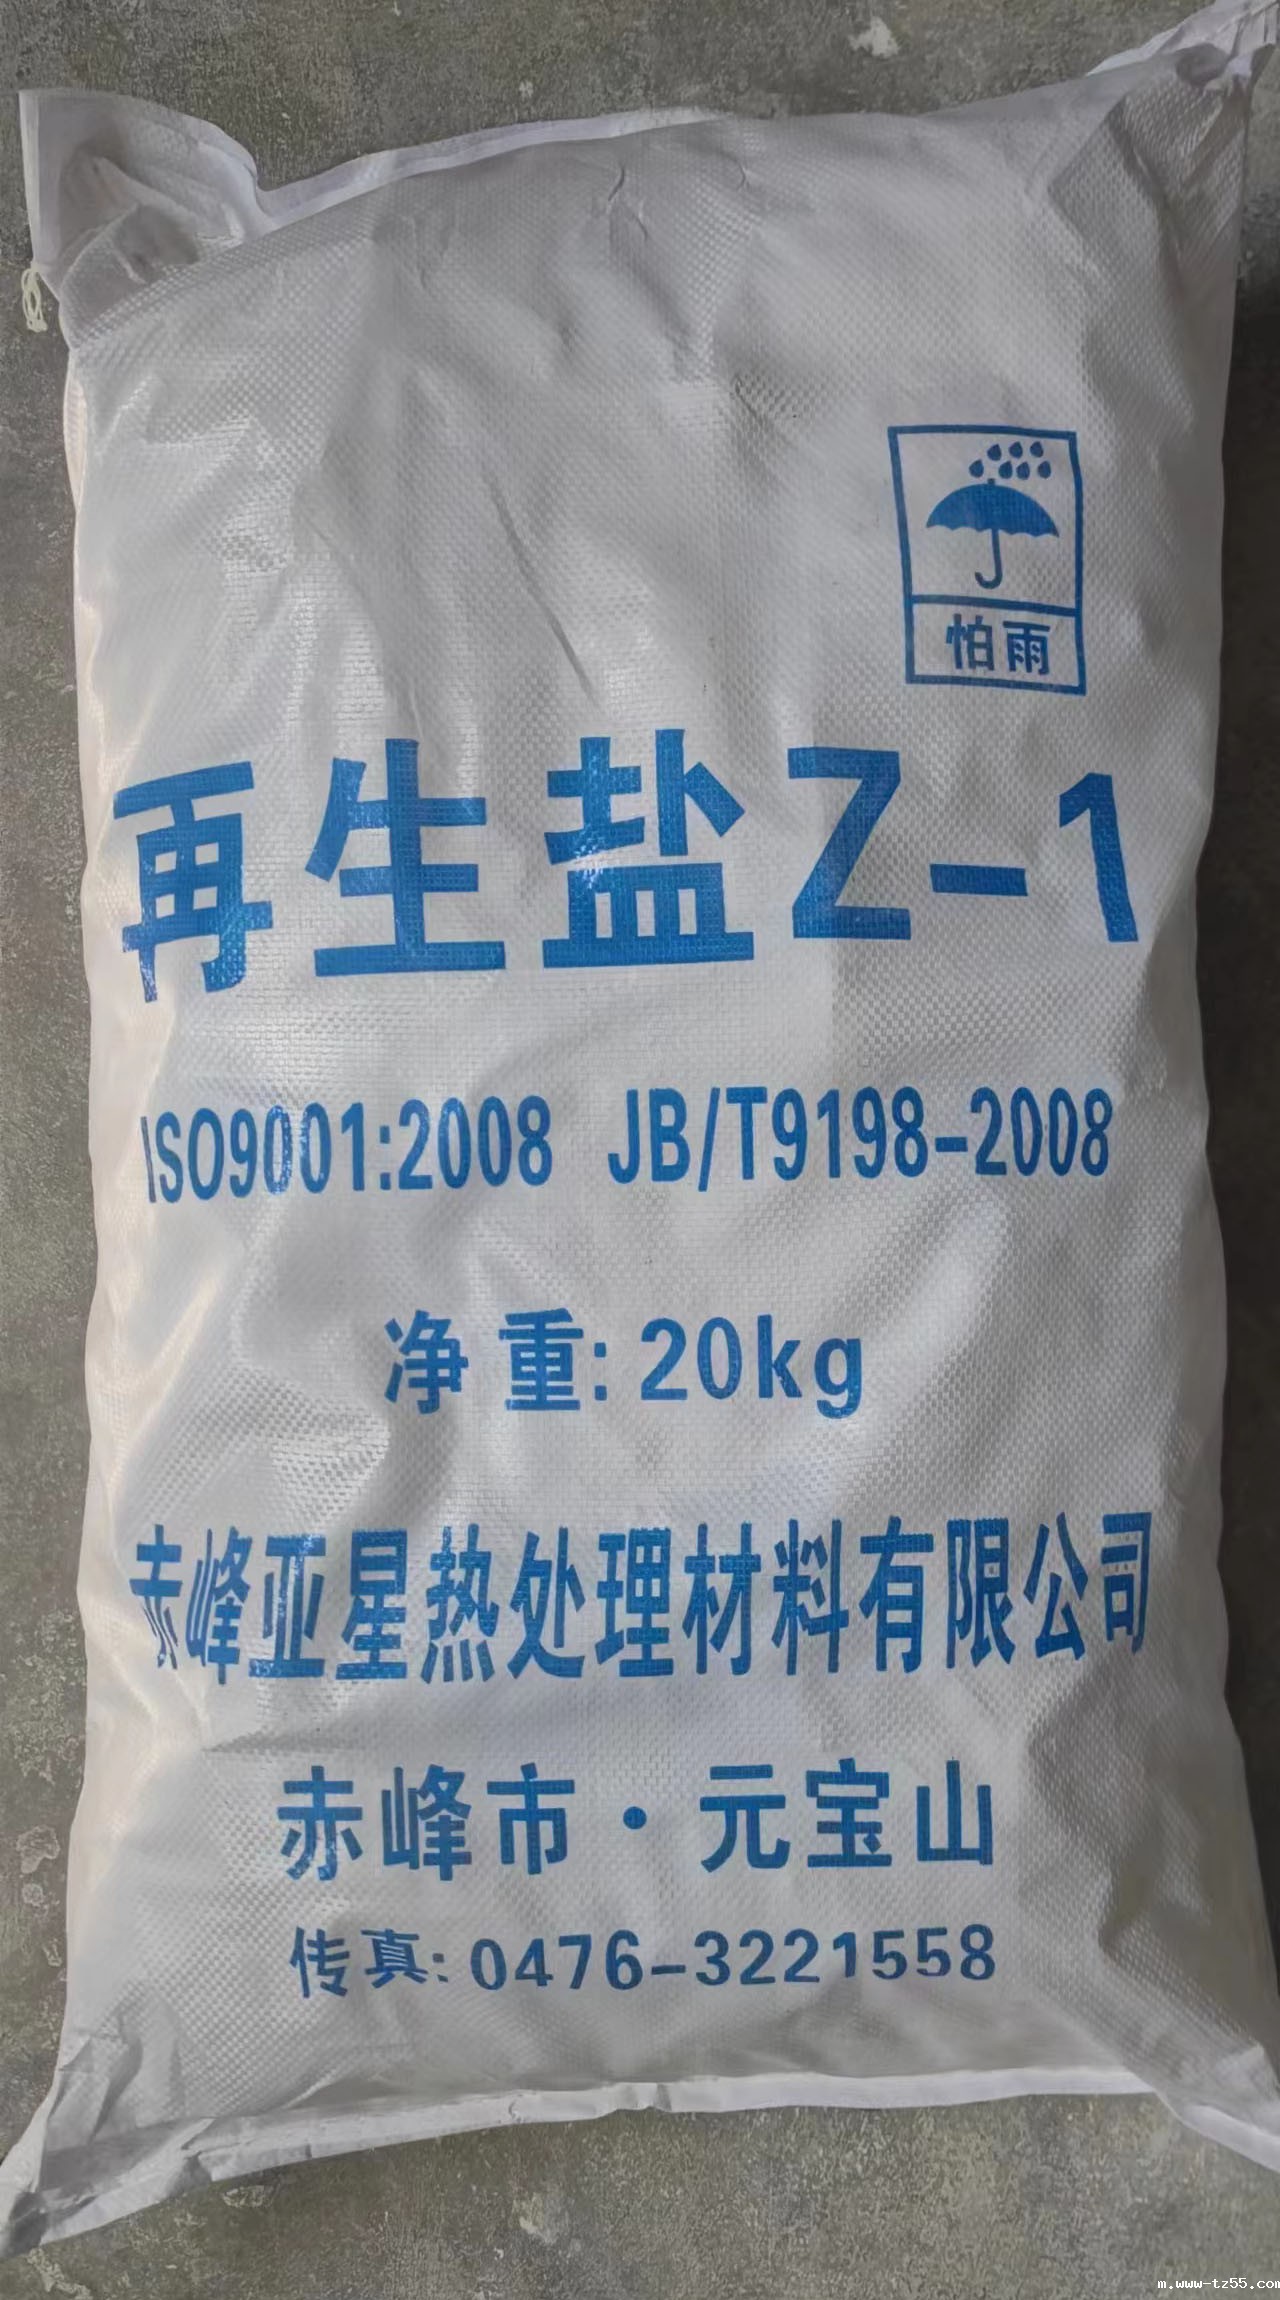 怕雨
再生盐Z-1
ISO9001:2008 JB/T9198-2008
净重:20kg
赤峰亚星热处理材料有限公司
赤峰市·元宝山
传真:0476-3221558
m.www-tz55.com